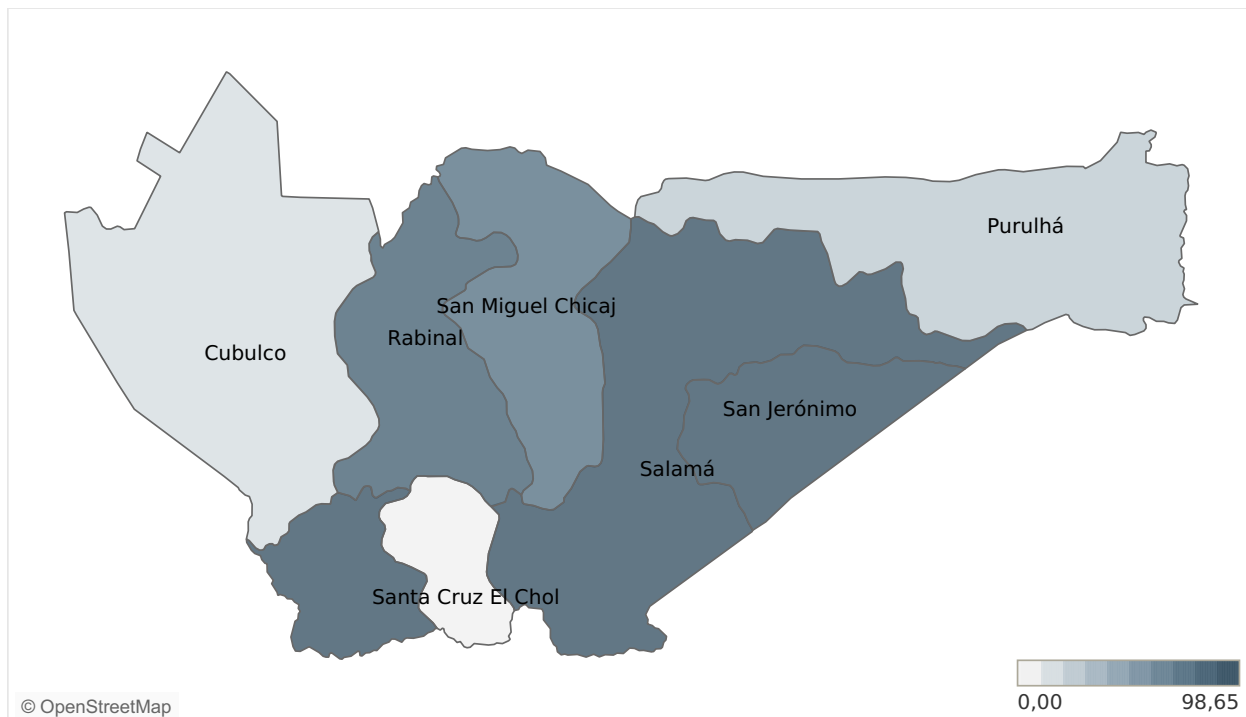 Purulhá
San Miguel Chicaj
Rabinal
Cubulco
San Jerónimo
Salamá
Santa Cruz El Chol
0,00 98,65
© OpenStreetMap